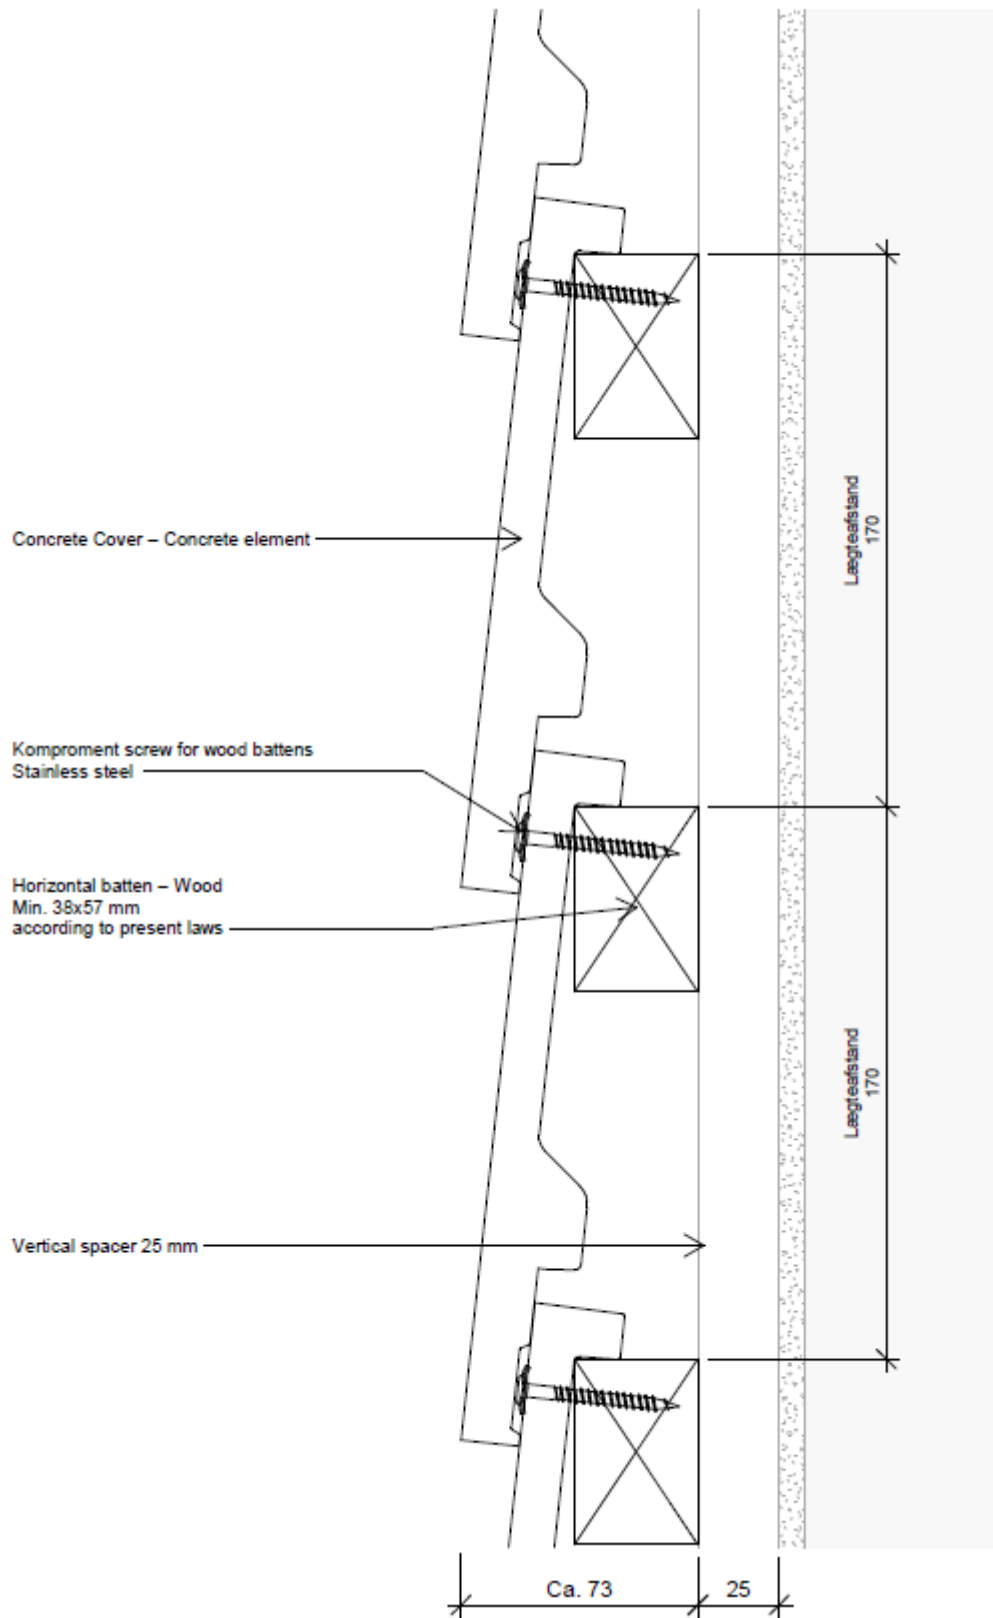 Lægteafstand
170
Concrete Cover – Concrete element
Komproment screw for wood battens
Stainless steel
Horizontal batten – Wood
Min. 38x57 mm
according to present laws
Lægteafstand
170
Vertical spacer 25 mm
Ca. 73
25